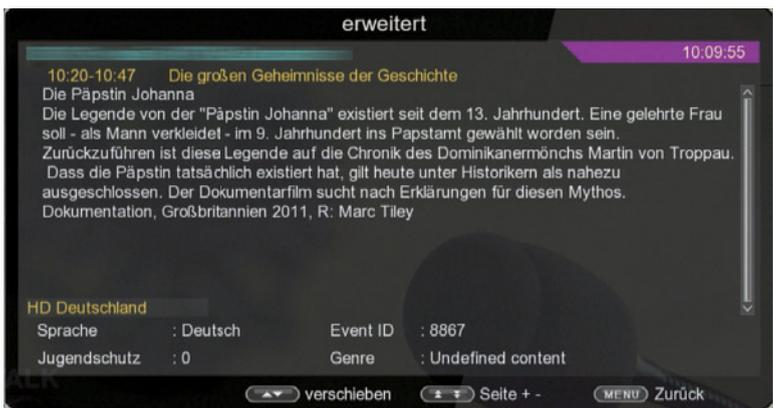 erweitert
10:09:55
10:20-10:47 Die großen Geheimnisse der Geschichte
Die Päpstin Johanna
Die Legende von der "Päpstin Johanna" existiert seit dem 13. Jahrhundert. Eine gelehrte Frau
soll - als Mann verkleidet - im 9. Jahrhundert ins Papstamt gewählt worden sein.
Zurückzuführen ist diese Legende auf die Chronik des Dominikanermönchs Martin von Troppau.
Dass die Päpstin tatsächlich existiert hat, gilt heute unter Historikern als nahezu
ausgeschlossen. Der Dokumentarfilm sucht nach Erklärungen für diesen Mythos.
Dokumentation, Großbritannien 2011, R: Marc Tiley
HD Deutschland
Sprache : Deutsch Event ID : 8867
Jugendschutz : 0 Genre : Undefined content
ALK
verschieben Seite + - MENU Zurück